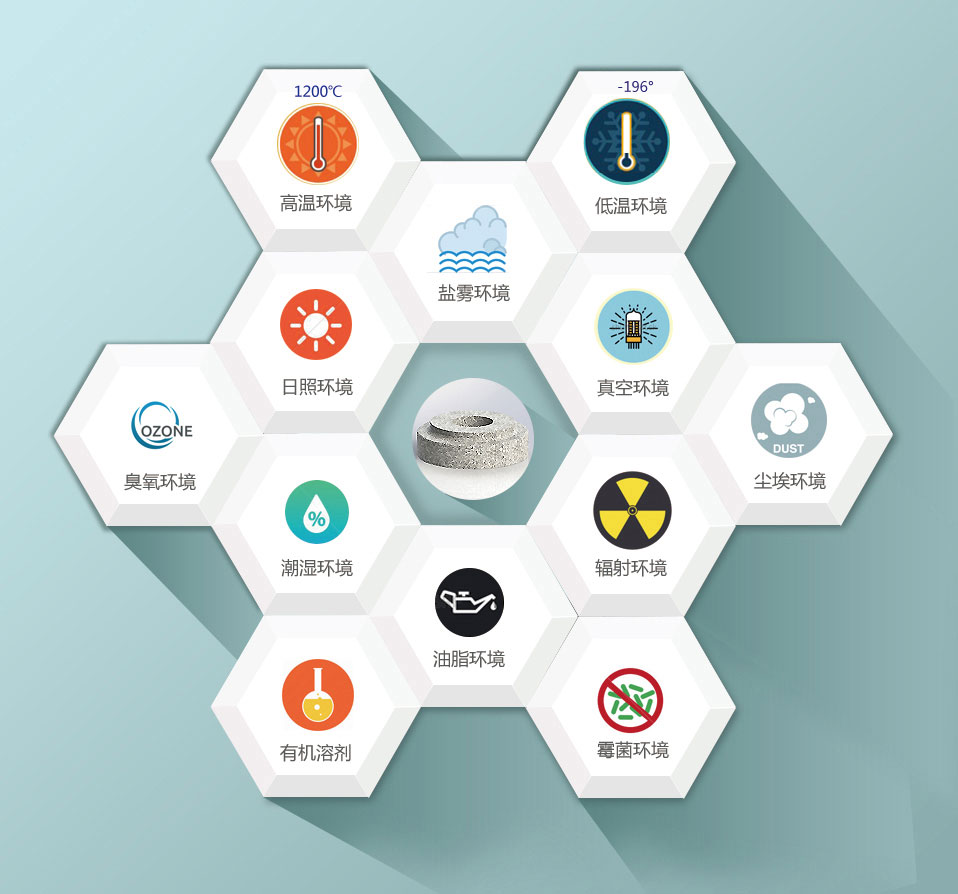 1200℃
高温环境
-196°
低温环境
盐雾环境
日照环境
真空环境
OZONE
臭氧环境
DUST
尘埃环境
%
潮湿环境
辐射环境
油脂环境
有机溶剂
霉菌环境